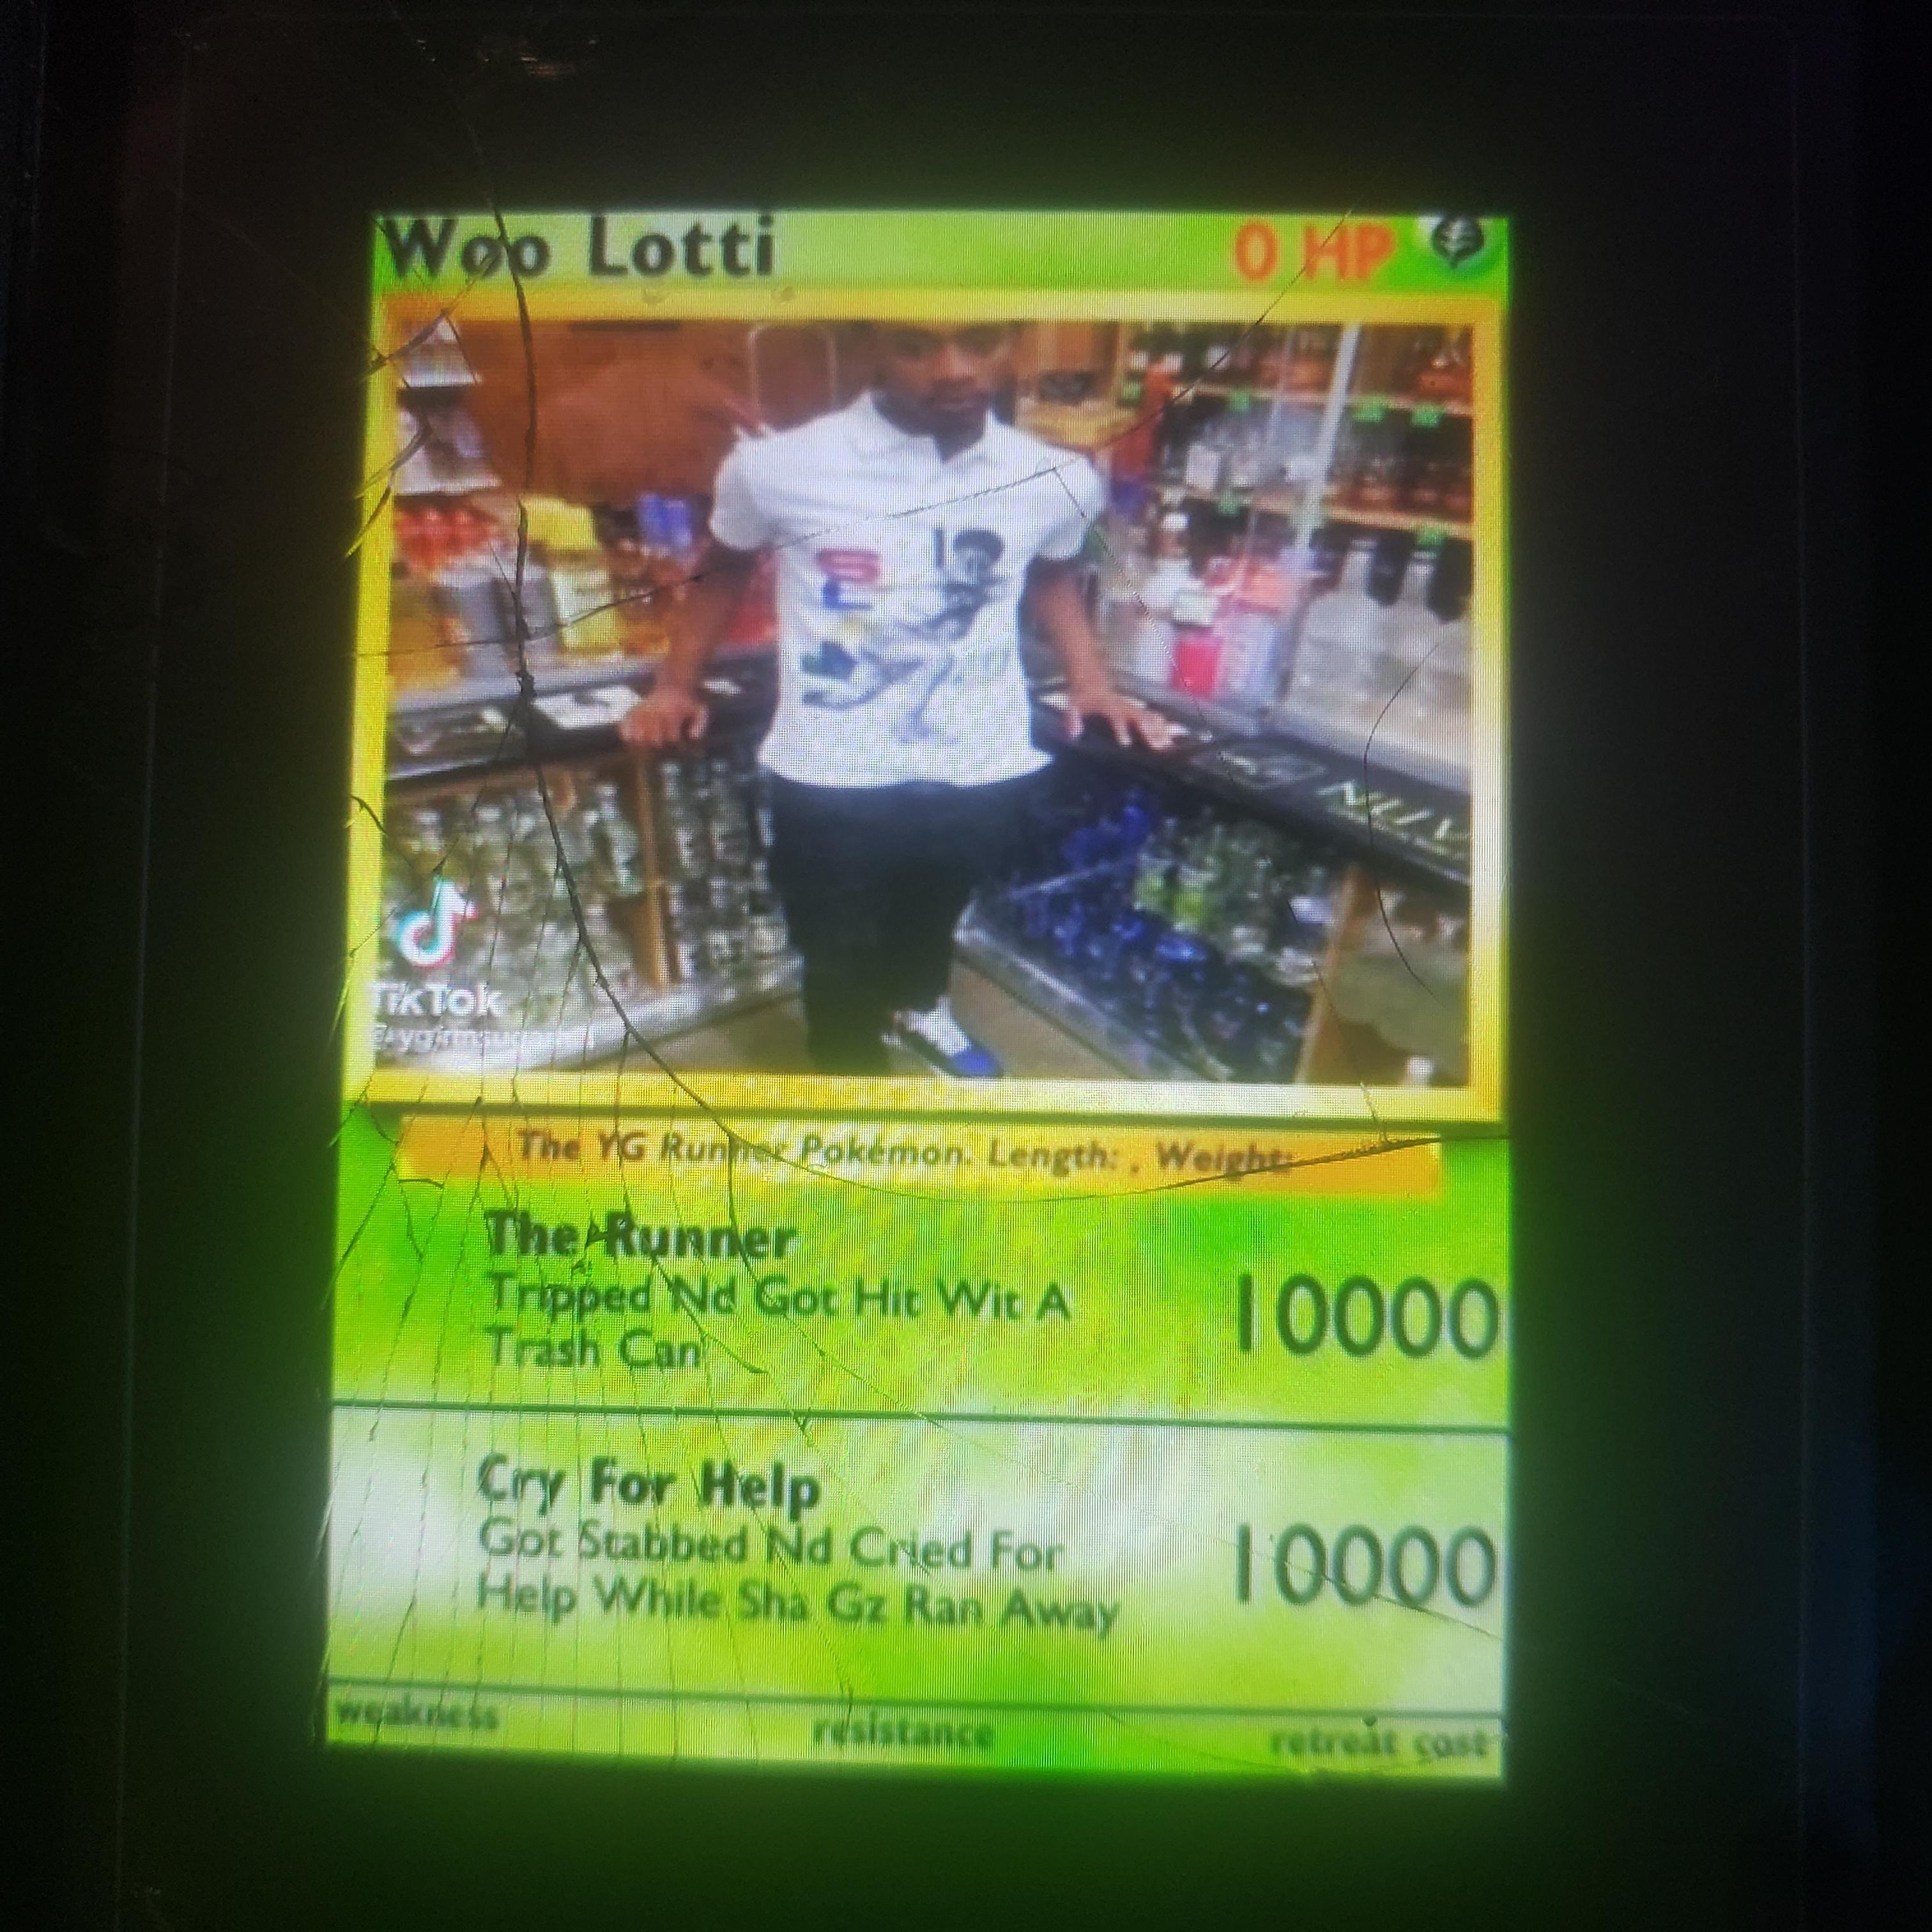 Woo Lotti
0 HP
TikTok
The YG Runner Pokémon. Length: , Weight:
The Runner
Tripped Nd Got Hit Wit A
Trash Can
10000
Cry For Help
Got Stabbed Nd Cried For
Help While Sha Gz Ran Away
10000
weakness
resistance
retreat cost